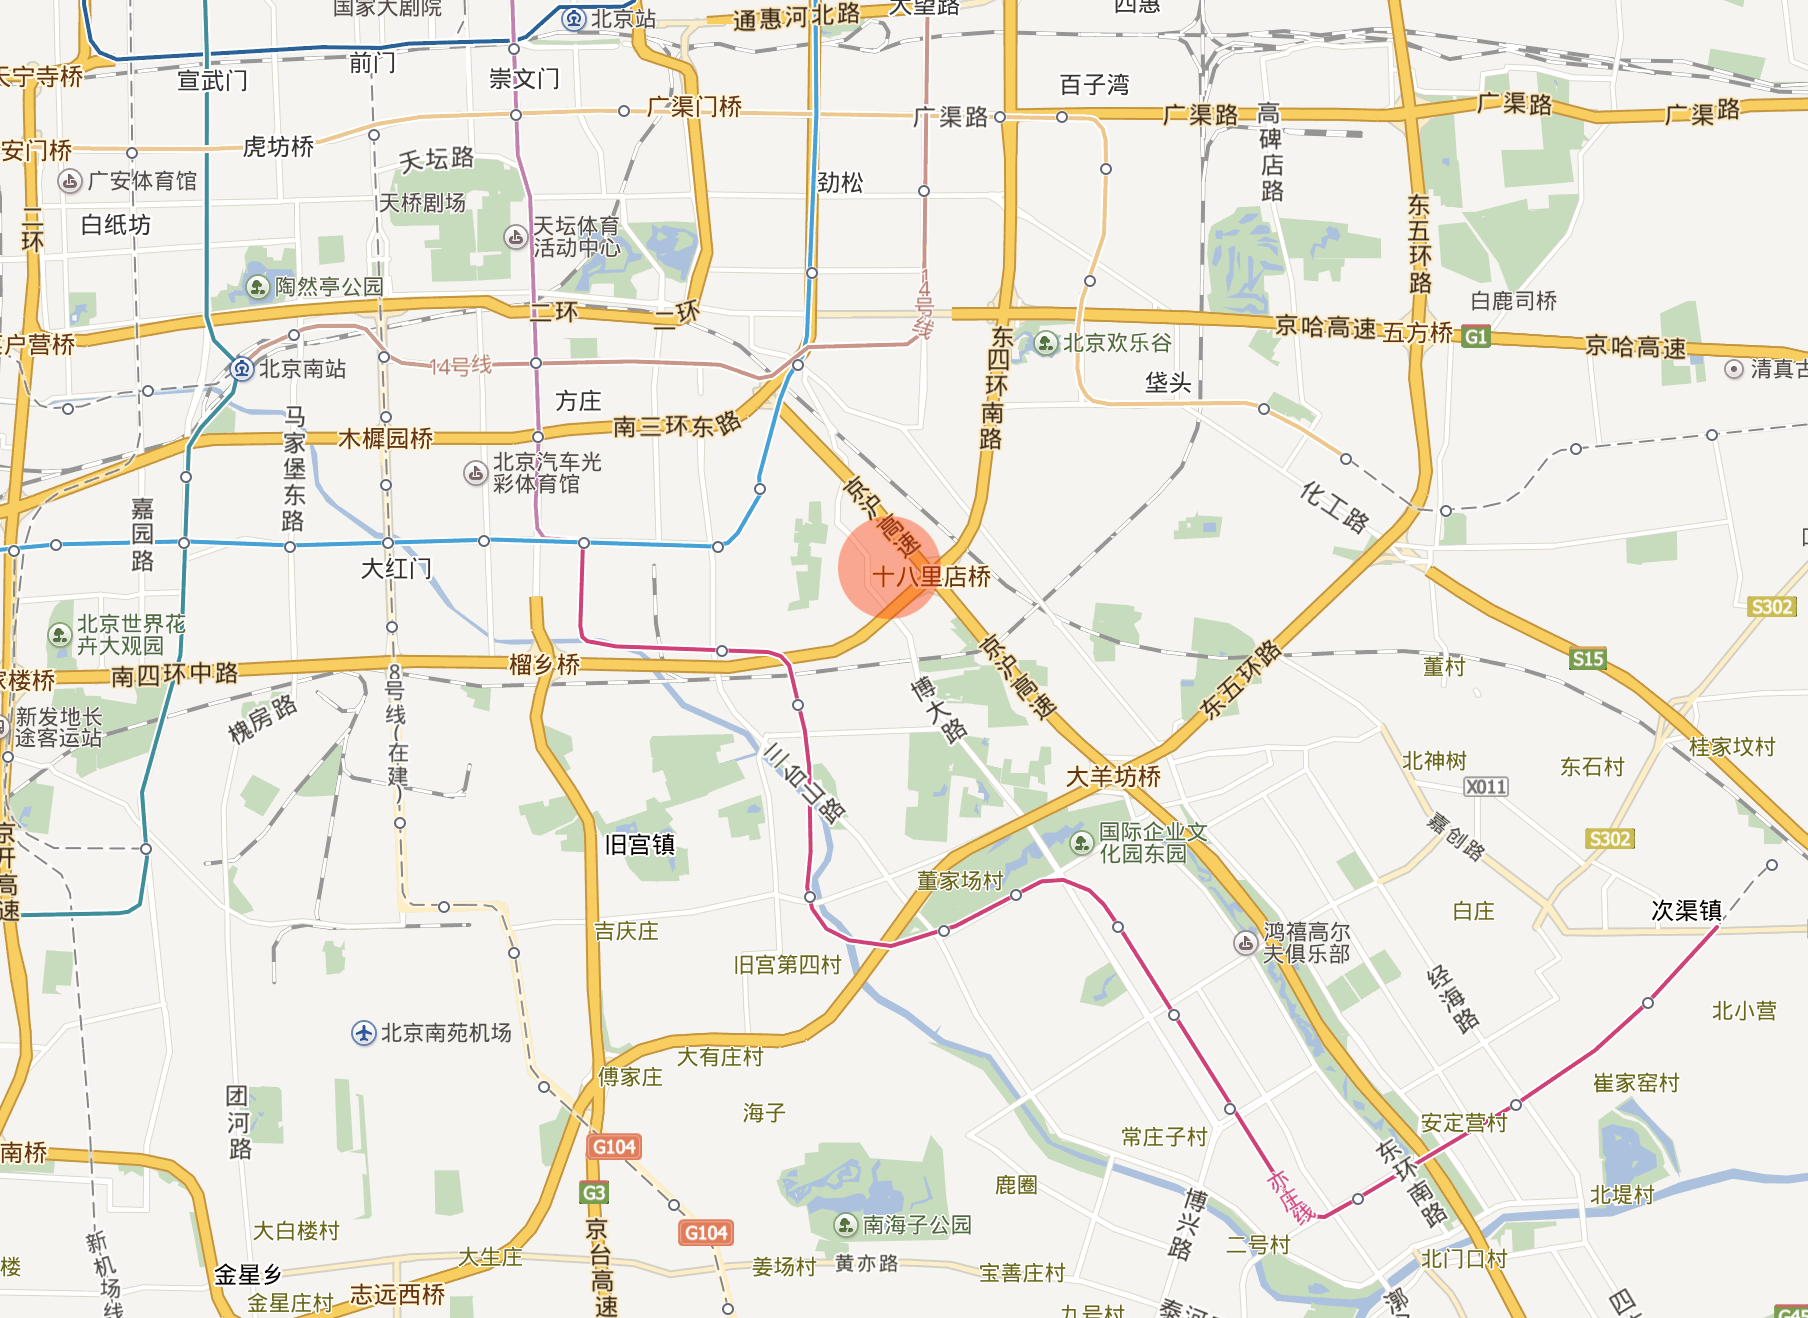 国家大剧院
北京站
通惠河北路
大望路
四惠
天宁寺桥
宣武门
前门
崇文门
百子湾
广渠门桥
广渠路
广渠路
广渠路
广渠路
高碑店路
安门桥
虎坊桥
天坛路
广安体育馆
天桥剧场
劲松
二环
白纸坊
天坛体育
活动中心
东五环路
陶然亭公园
二环
二环
14号线
白鹿司桥
户营桥
京哈高速
五方桥
G1
京哈高速
东四环南路
北京欢乐谷
北京南站
14号线
清真古
垡头
方庄
马家堡东路
南三环东路
木樨园桥
北京汽车光
彩体育馆
京沪高速
化工路
嘉园路
大红门
十八里店桥
S302
北京世界花
卉大观园
南四环中路
榴乡桥
家楼桥
京沪高速
东五环路
董村
S15
8号线(在建)
博大路
新发地长
途客运站
槐房路
三台山路
大羊坊桥
北神树
东石村
桂家坟村
X011
嘉创路
S302
京开高速
旧宫镇
国际企业文
化园东园
董家场村
白庄
次渠镇
吉庆庄
鸿禧高尔
夫俱乐部
旧宫第四村
经海路
北小营
北京南苑机场
大有庄村
傅家庄
崔家窑村
团河路
海子
安定营村
常庄子村
南桥
G104
东环南路
鹿圈
亦庄线
G3
北堤村
博兴路
大白楼村
南海子公园
G104
京台高速
新机场线
大生庄
二号村
北门口村
楼
金星乡
姜场村
黄亦路
宝善庄村
金星庄村
志远西桥
九号村
泰河
漷
四